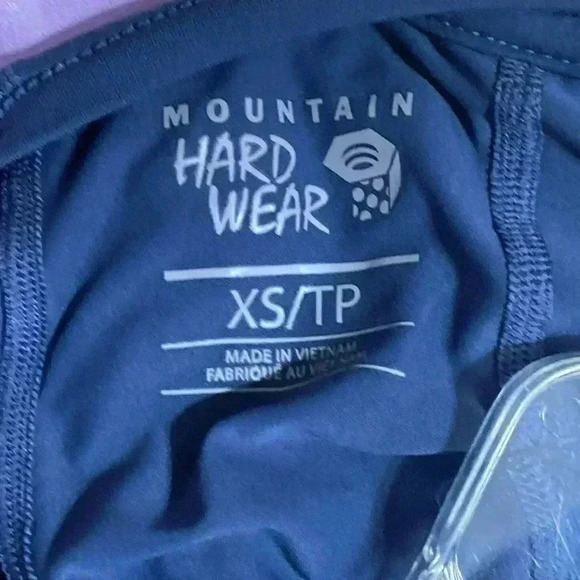 MOUNTAIN
HARD
WEAR
XS/TP
MADE IN VIETNAM
FABRIQUÉ AU VIETNAM